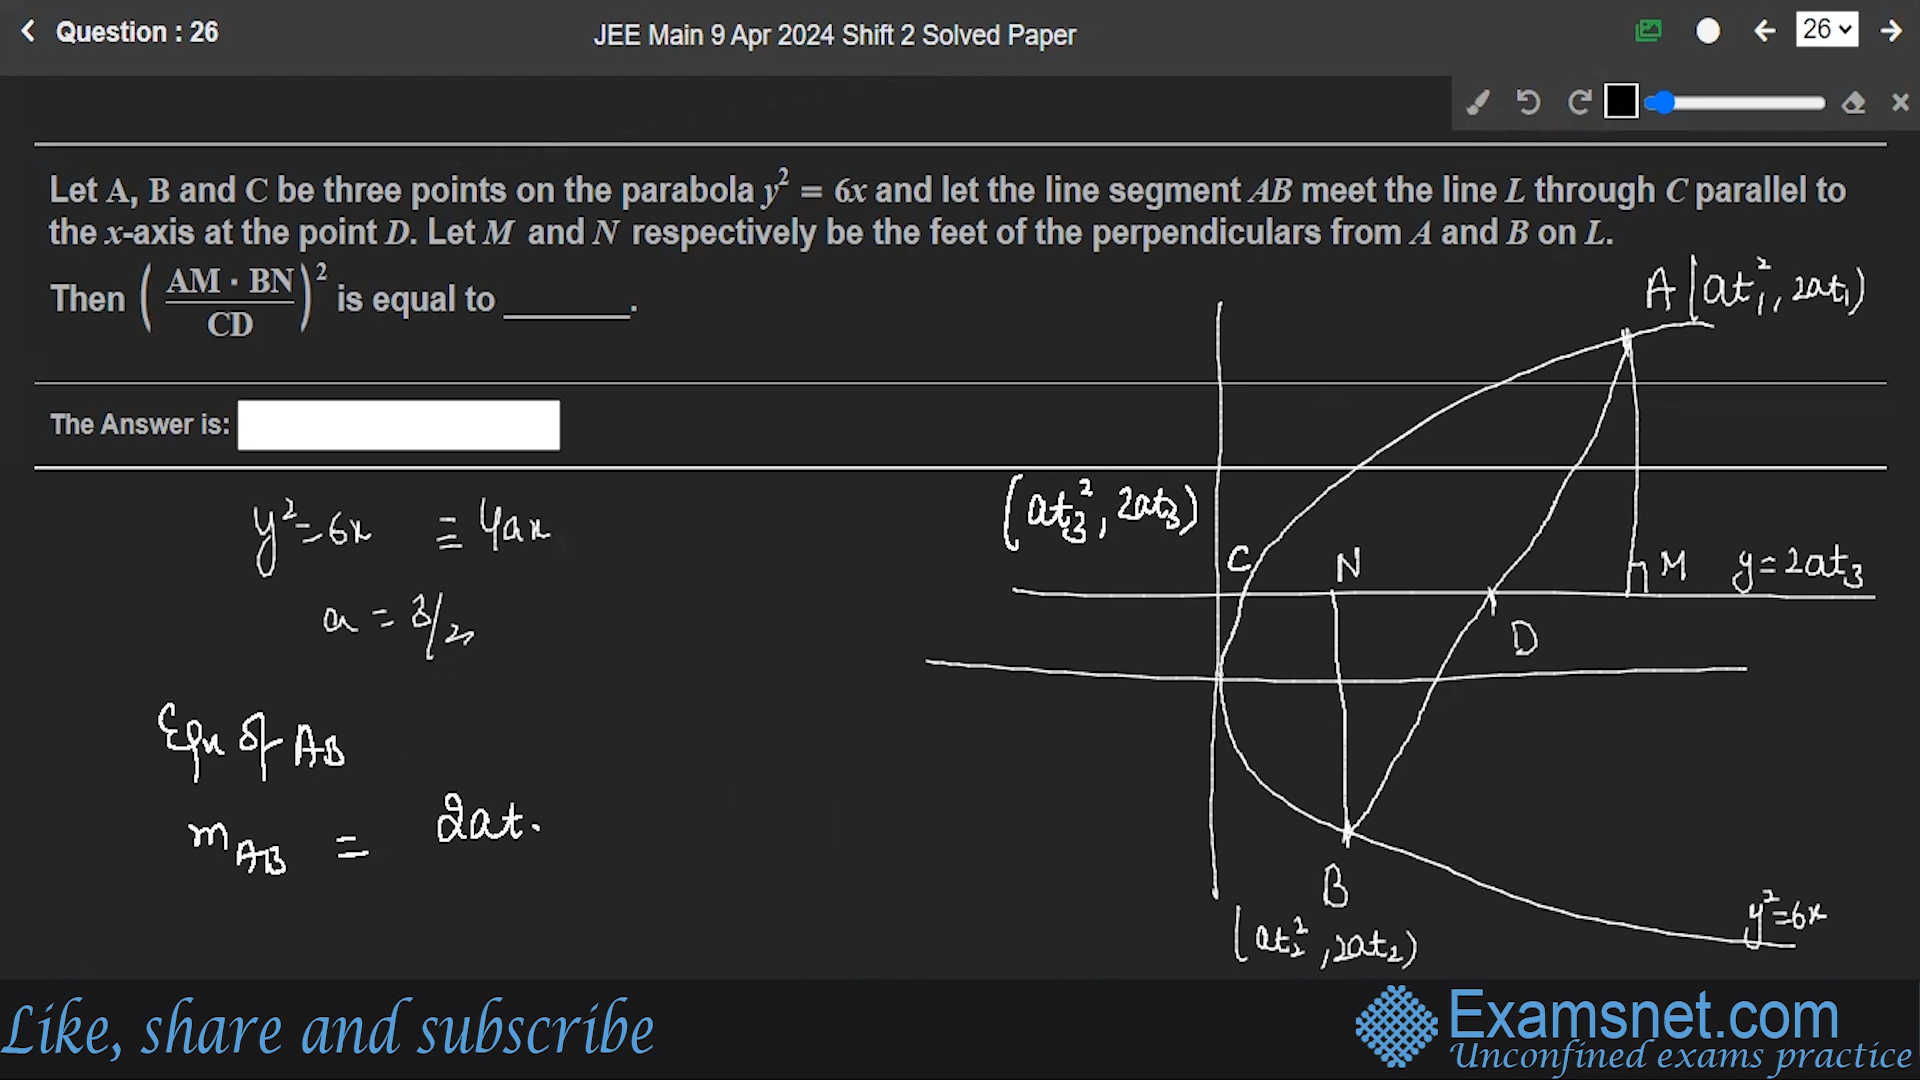 Question : 26
JEE Main 9 Apr 2024 Shift 2 Solved Paper
26
Let A, B and C be three points on the parabola y² = 6x and let the line segment AB meet the line L through C parallel to
the x-axis at the point D. Let M and N respectively be the feet of the perpendiculars from A and B on L.
Then (AM · BN / CD)² is equal to _______.
The Answer is:
A (at₁², 2at₁)
(at₃², 2at₃)
C
N
M
y = 2at₃
D
B
(at₂², 2at₂)
y²=6x
y²=6x = 4ax
a = 3/2
Eqn of AB
m AB = 2at.
Like, share and subscribe
Examsnet.com
Unconfined exams practice